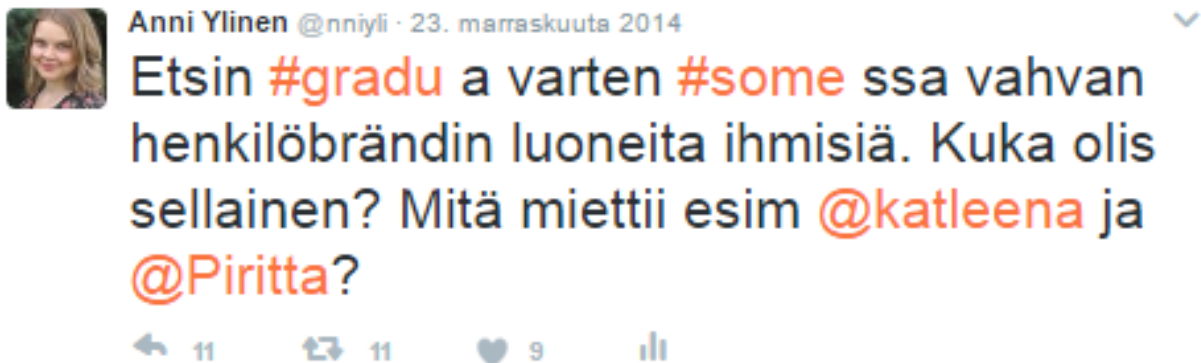 Anni Ylinen @nniyli · 23. marraskuuta 2014
Etsin #gradu a varten #some ssa vahvan
henkilöbrändin luoneita ihmisiä. Kuka olis
sellainen? Mitä miettii esim @katleena ja
@Piritta?
11 11 9